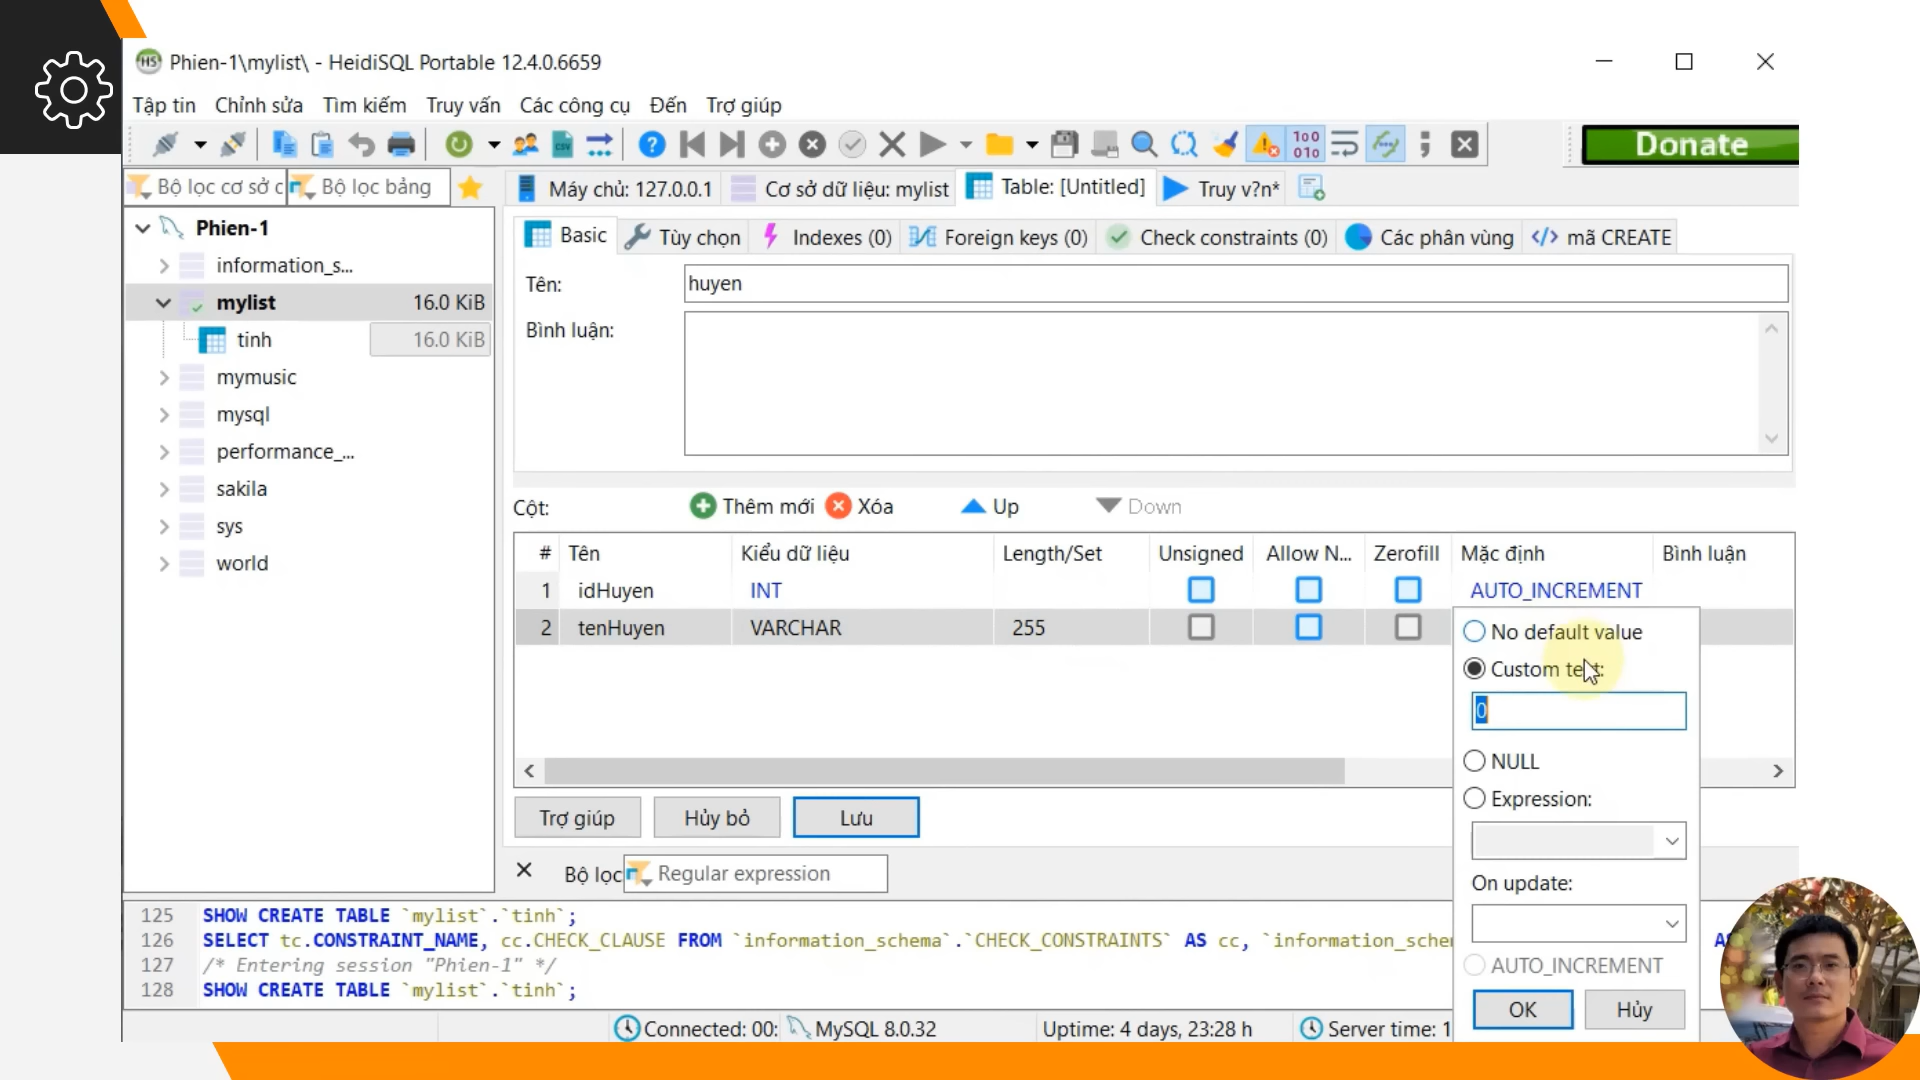 Phien-1\mylist\ - HeidiSQL Portable 12.4.0.6659
Tập tin Chỉnh sửa Tìm kiếm Truy vấn Các công cụ Đến Trợ giúp
Donate
Bộ lọc cơ sở c Bộ lọc bảng
Máy chủ: 127.0.0.1 Cơ sở dữ liệu: mylist Table: [Untitled] Truy v?n*
Phien-1
information_s...
mylist 16.0 KiB
tinh 16.0 KiB
mymusic
mysql
performance_...
sakila
sys
world
Basic Tùy chọn Indexes (0) Foreign keys (0) Check constraints (0) Các phân vùng mã CREATE
Tên: huyen
Bình luận:
Cột: Thêm mới Xóa Up Down
# Tên Kiểu dữ liệu Length/Set Unsigned Allow N... Zerofill Mặc định Bình luận
1 idHuyen INT AUTO_INCREMENT
2 tenHuyen VARCHAR 255
No default value
Custom text:
0
NULL
Expression:
On update:
AUTO_INCREMENT
OK Hủy
Trợ giúp Hủy bỏ Lưu
Bộ lọc Regular expression
125 SHOW CREATE TABLE `mylist`.`tinh`;
126 SELECT tc.CONSTRAINT_NAME, cc.CHECK_CLAUSE FROM `information_schema`.`CHECK_CONSTRAINTS` AS cc, `information_schem
127 /* Entering session "Phien-1" */
128 SHOW CREATE TABLE `mylist`.`tinh`;
Connected: 00: MySQL 8.0.32 Uptime: 4 days, 23:28 h Server time: 1